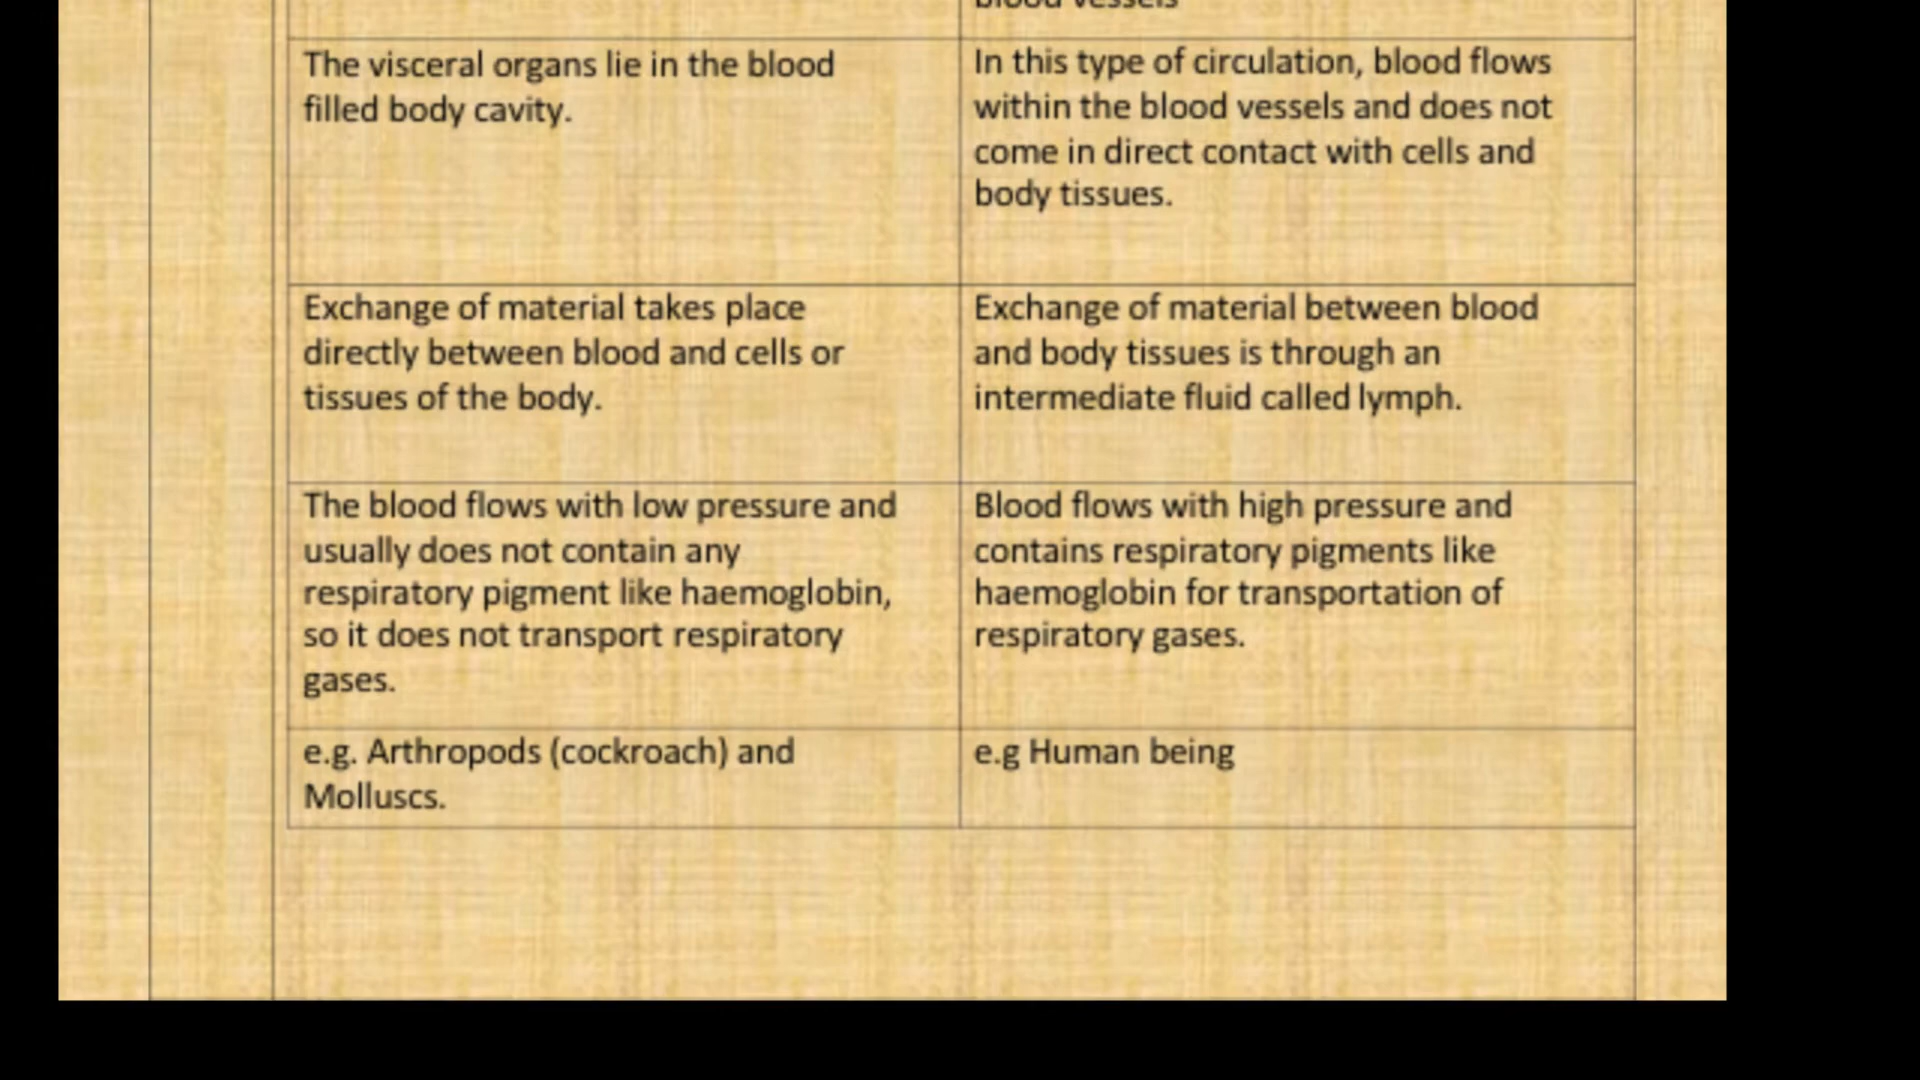 blood vessels
The visceral organs lie in the blood
filled body cavity.
In this type of circulation, blood flows
within the blood vessels and does not
come in direct contact with cells and
body tissues.
Exchange of material takes place
directly between blood and cells or
tissues of the body.
Exchange of material between blood
and body tissues is through an
intermediate fluid called lymph.
The blood flows with low pressure and
usually does not contain any
respiratory pigment like haemoglobin,
so it does not transport respiratory
gases.
Blood flows with high pressure and
contains respiratory pigments like
haemoglobin for transportation of
respiratory gases.
e.g. Arthropods (cockroach) and
Molluscs.
e.g Human being